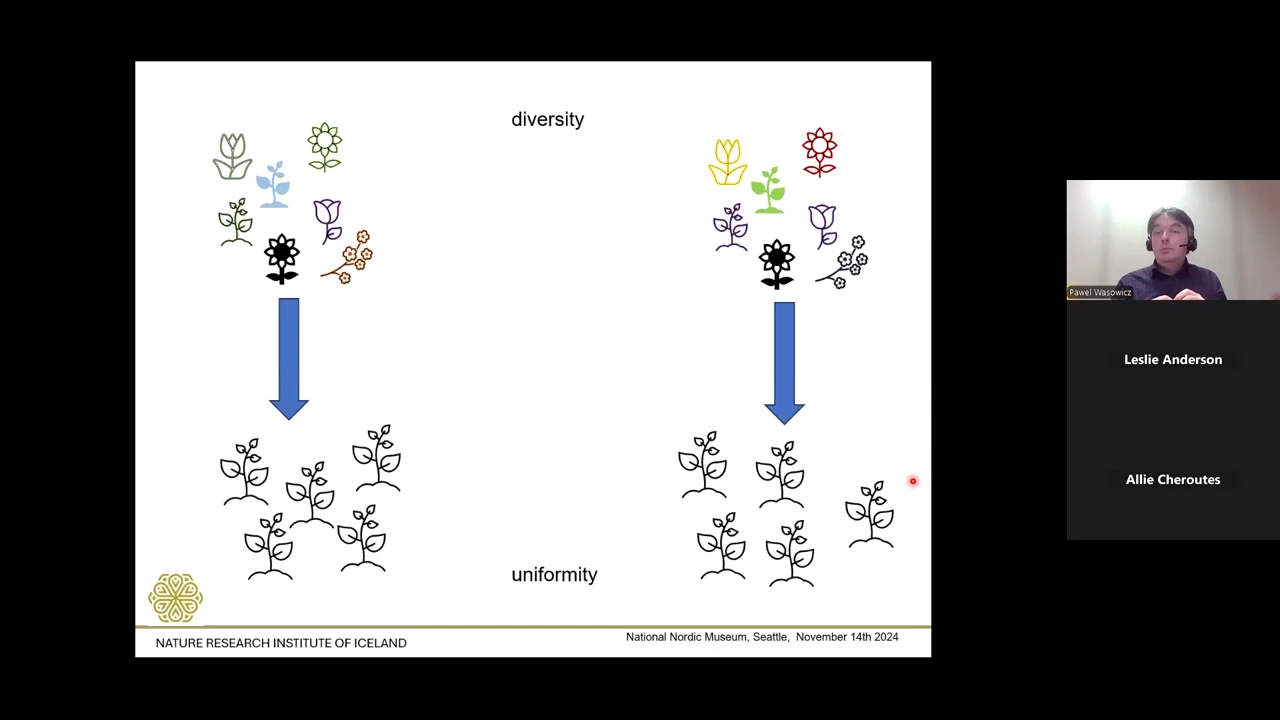 diversity
uniformity
NATURE RESEARCH INSTITUTE OF ICELAND
National Nordic Museum, Seattle, November 14th 2024
Pawel Wasowicz
Leslie Anderson
Allie Cheroutes